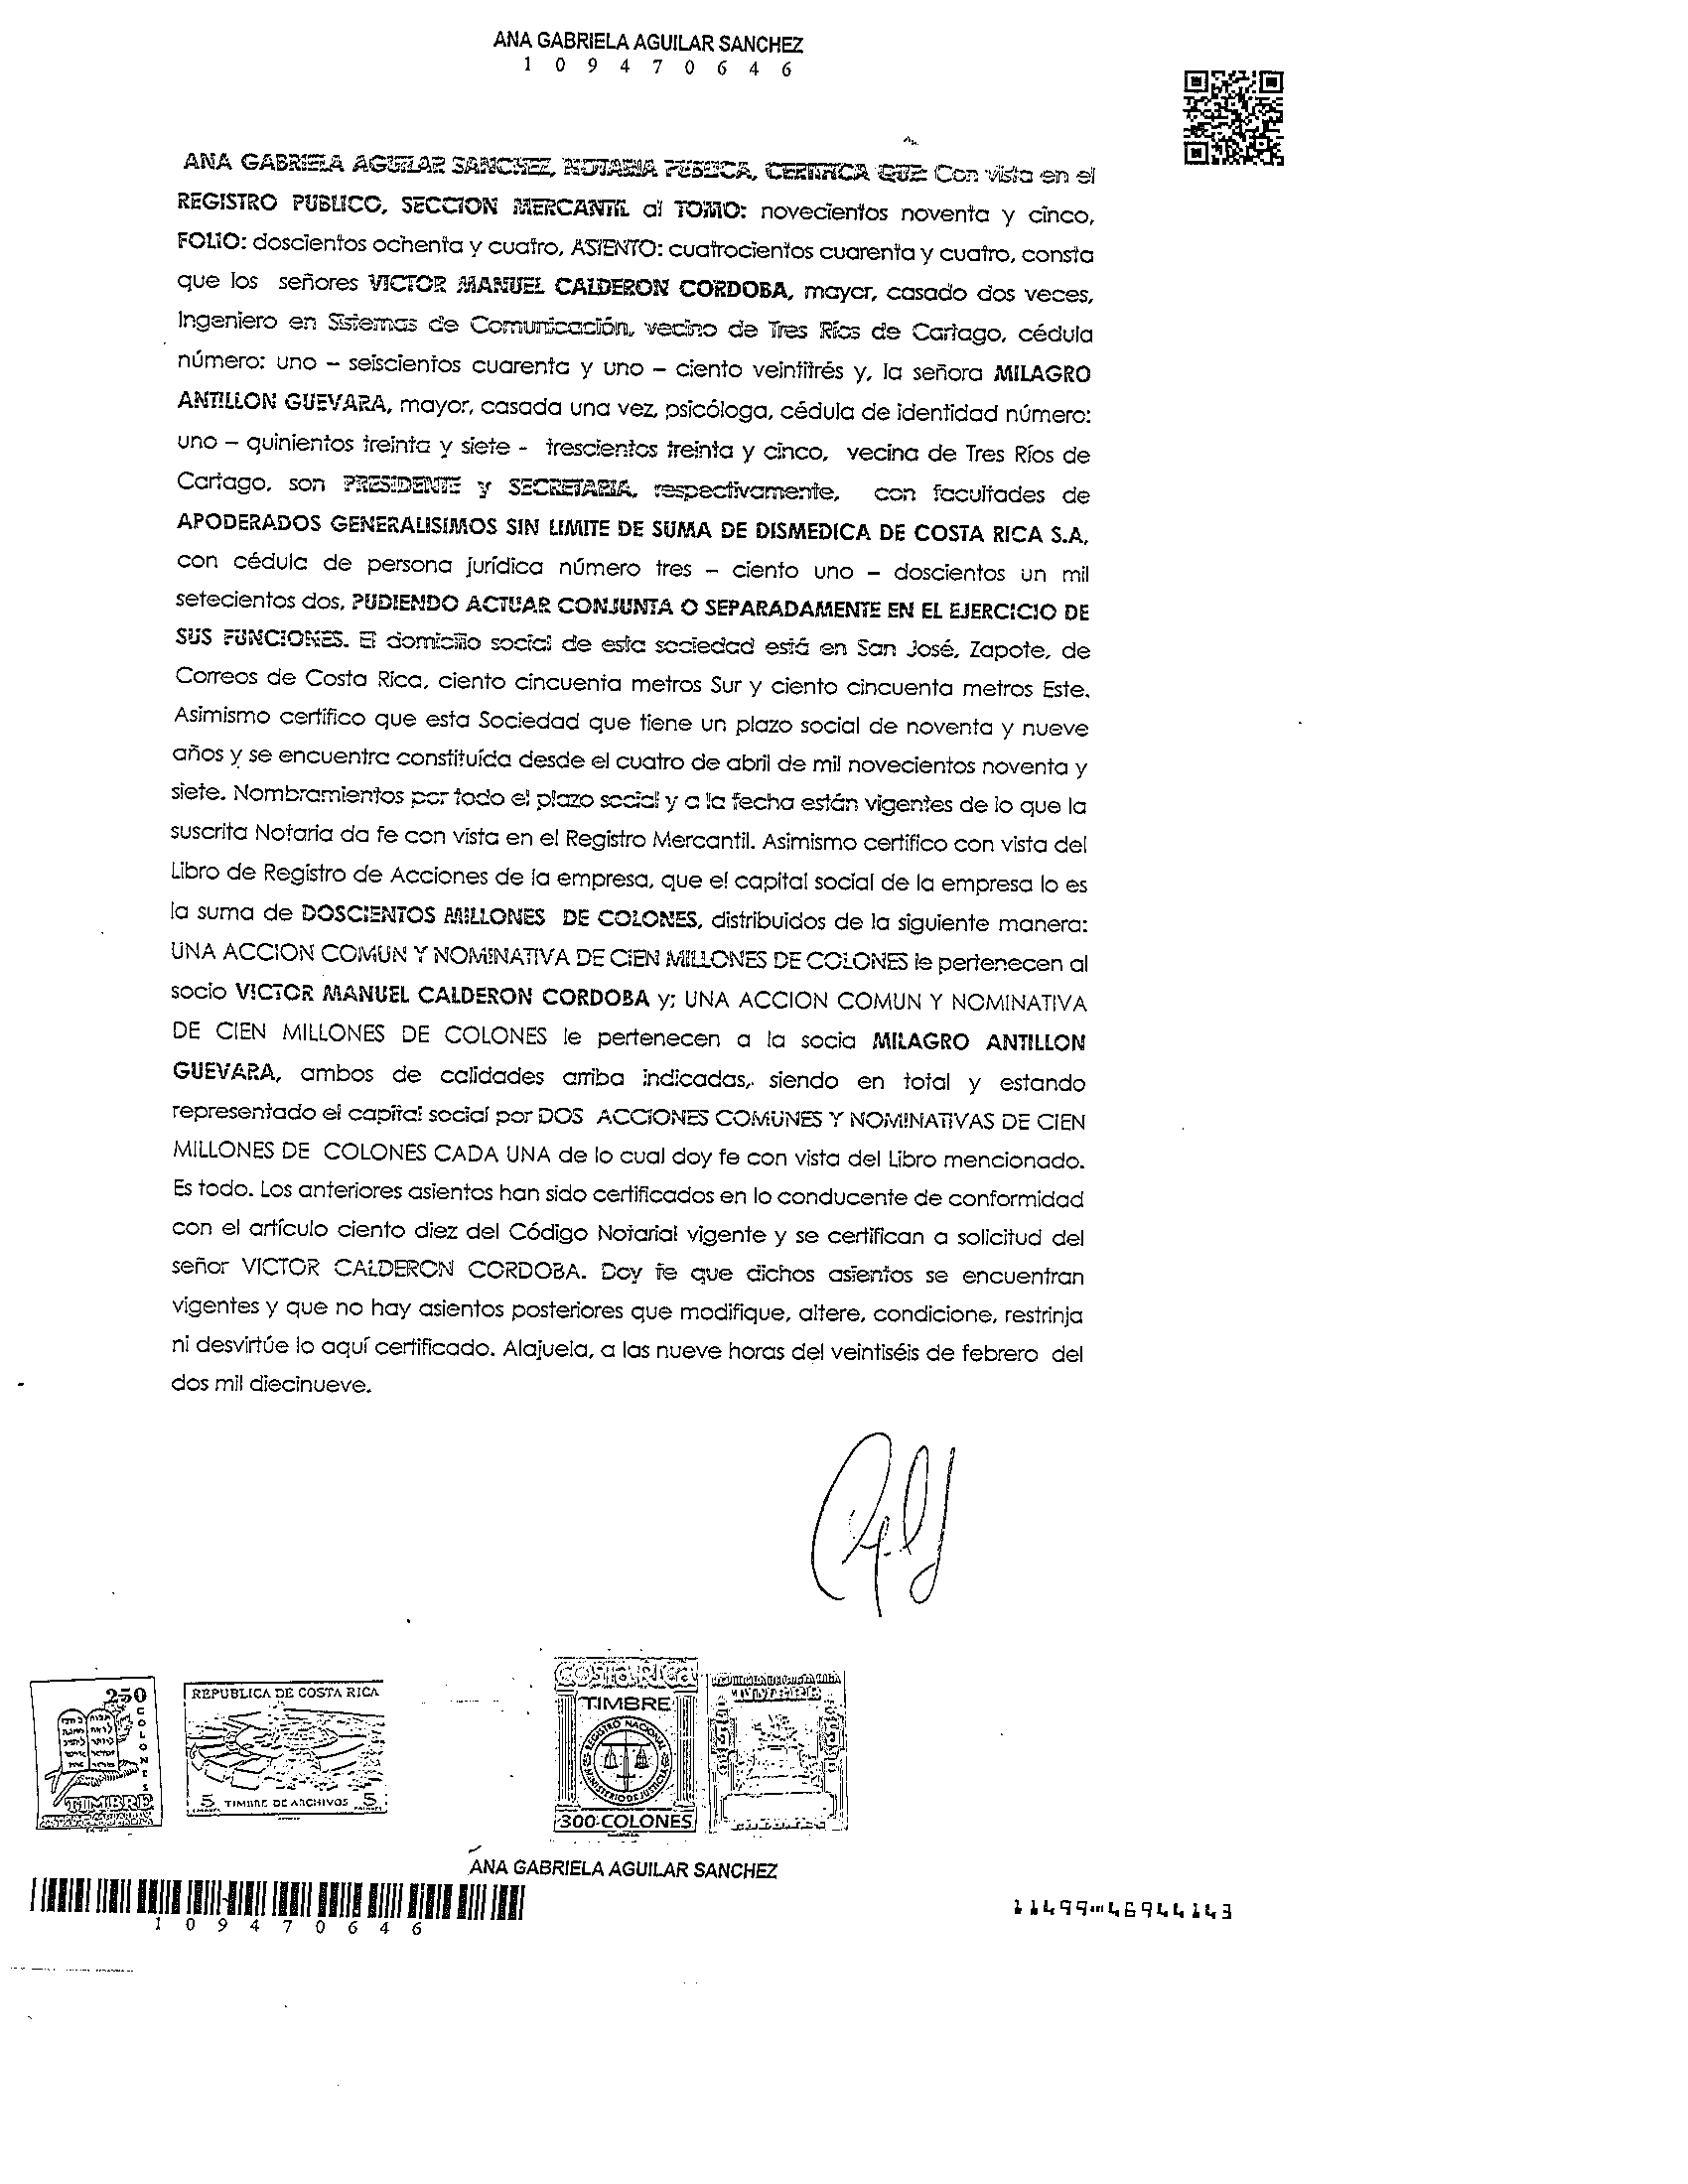 ANA GABRIELA AGUILAR SANCHEZ
1 0 9 4 7 0 6 4 6
ANA GABRIELA AGUILAR SANCHEZ, NOTARIA PUBLICA, CERTIFICA QUE: Con vista en el
REGISTRO PUBLICO, SECCION MERCANTIL al TOMO: novecientos noventa y cinco,
FOLIO: doscientos ochenta y cuatro, ASIENTO: cuatrocientos cuarenta y cuatro, consta
que los señores VICTOR MANUEL CALDERON CORDOBA, mayor, casado dos veces,
Ingeniero en Sistemas de Comunicación, vecino de Tres Ríos de Cartago, cédula
número: uno – seiscientos cuarenta y uno – ciento veintitrés y, la señora MILAGRO
ANTILLON GUEVARA, mayor, casada una vez, psicóloga, cédula de identidad número:
uno – quinientos treinta y siete - trescientos treinta y cinco, vecina de Tres Ríos de
Cartago, son PRESIDENTE y SECRETARIA, respectivamente, con facultades de
APODERADOS GENERALISIMOS SIN LIMITE DE SUMA DE DISMEDICA DE COSTA RICA S.A,
con cédula de persona jurídica número tres – ciento uno – doscientos un mil
setecientos dos, PUDIENDO ACTUAR CONJUNTA O SEPARADAMENTE EN EL EJERCICIO DE
SUS FUNCIONES. El domicilio social de esta sociedad está en San José, Zapote, de
Correos de Costa Rica, ciento cincuenta metros Sur y ciento cincuenta metros Este.
Asimismo certifico que esta Sociedad que tiene un plazo social de noventa y nueve
años y se encuentra constituída desde el cuatro de abril de mil novecientos noventa y
siete. Nombramientos por todo el plazo social y a la fecha están vigentes de lo que la
suscrita Notaria da fe con vista en el Registro Mercantil. Asimismo certifico con vista del
Libro de Registro de Acciones de la empresa, que el capital social de la empresa lo es
la suma de DOSCIENTOS MILLONES DE COLONES, distribuidos de la siguiente manera:
UNA ACCION COMUN Y NOMINATIVA DE CIEN MILLONES DE COLONES le pertenecen al
socio VICTOR MANUEL CALDERON CORDOBA y; UNA ACCION COMUN Y NOMINATIVA
DE CIEN MILLONES DE COLONES le pertenecen a la socia MILAGRO ANTILLON
GUEVARA, ambos de calidades arriba indicadas, siendo en total y estando
representado el capital social por DOS ACCIONES COMUNES Y NOMINATIVAS DE CIEN
MILLONES DE COLONES CADA UNA de lo cual doy fe con vista del Libro mencionado.
Es todo. Los anteriores asientos han sido certificados en lo conducente de conformidad
con el artículo ciento diez del Código Notarial vigente y se certifican a solicitud del
señor VICTOR CALDERON CORDOBA. Doy fe que dichos asientos se encuentran
vigentes y que no hay asientos posteriores que modifique, altere, condicione, restrinja
ni desvirtúe lo aquí certificado. Alajuela, a las nueve horas del veintiséis de febrero del
dos mil diecinueve.
250
COLONES
TIMBRE
REPUBLICA DE COSTA RICA
5 TIMBRE DE ARCHIVOS 5
COSTA RICA
TIMBRE
REGISTRO NACIONAL
MINISTERIO DE JUSTICIA
300 COLONES
ANA GABRIELA AGUILAR SANCHEZ
1 0 9 4 7 0 6 4 6